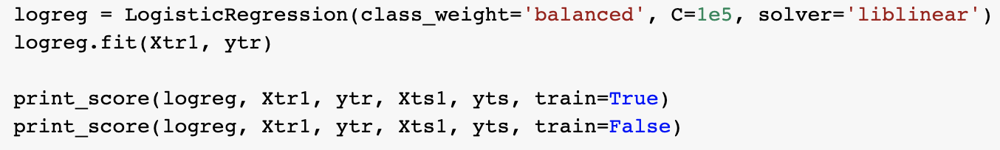 logreg = LogisticRegression(class_weight='balanced', C=1e5, solver='liblinear')
logreg.fit(Xtr1, ytr)
print_score(logreg, Xtr1, ytr, Xts1, yts, train=True)
print_score(logreg, Xtr1, ytr, Xts1, yts, train=False)